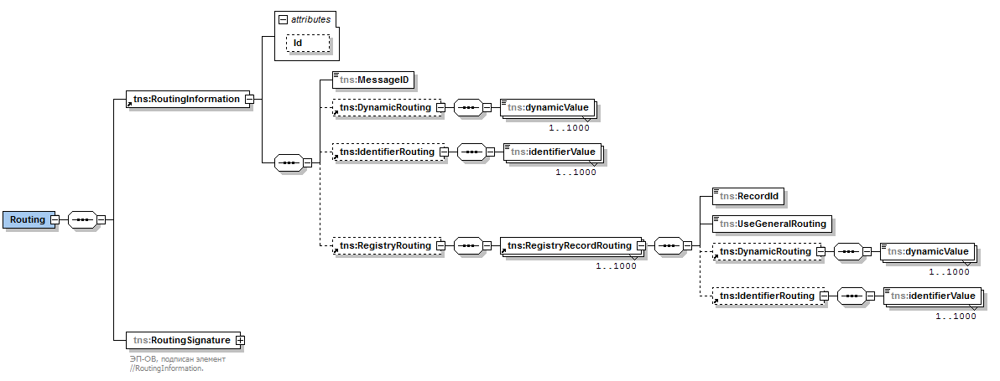 attributes
Id
tns:MessageID
tns:RoutingInformation
tns:DynamicRouting
tns:dynamicValue
1..1000
tns:IdentifierRouting
tns:identifierValue
1..1000
Routing
tns:RegistryRouting
tns:RegistryRecordRouting
1..1000
tns:RecordId
tns:UseGeneralRouting
tns:DynamicRouting
tns:dynamicValue
1..1000
tns:IdentifierRouting
tns:identifierValue
1..1000
tns:RoutingSignature
ЭП-ОВ, подписан элемент
//RoutingInformation.